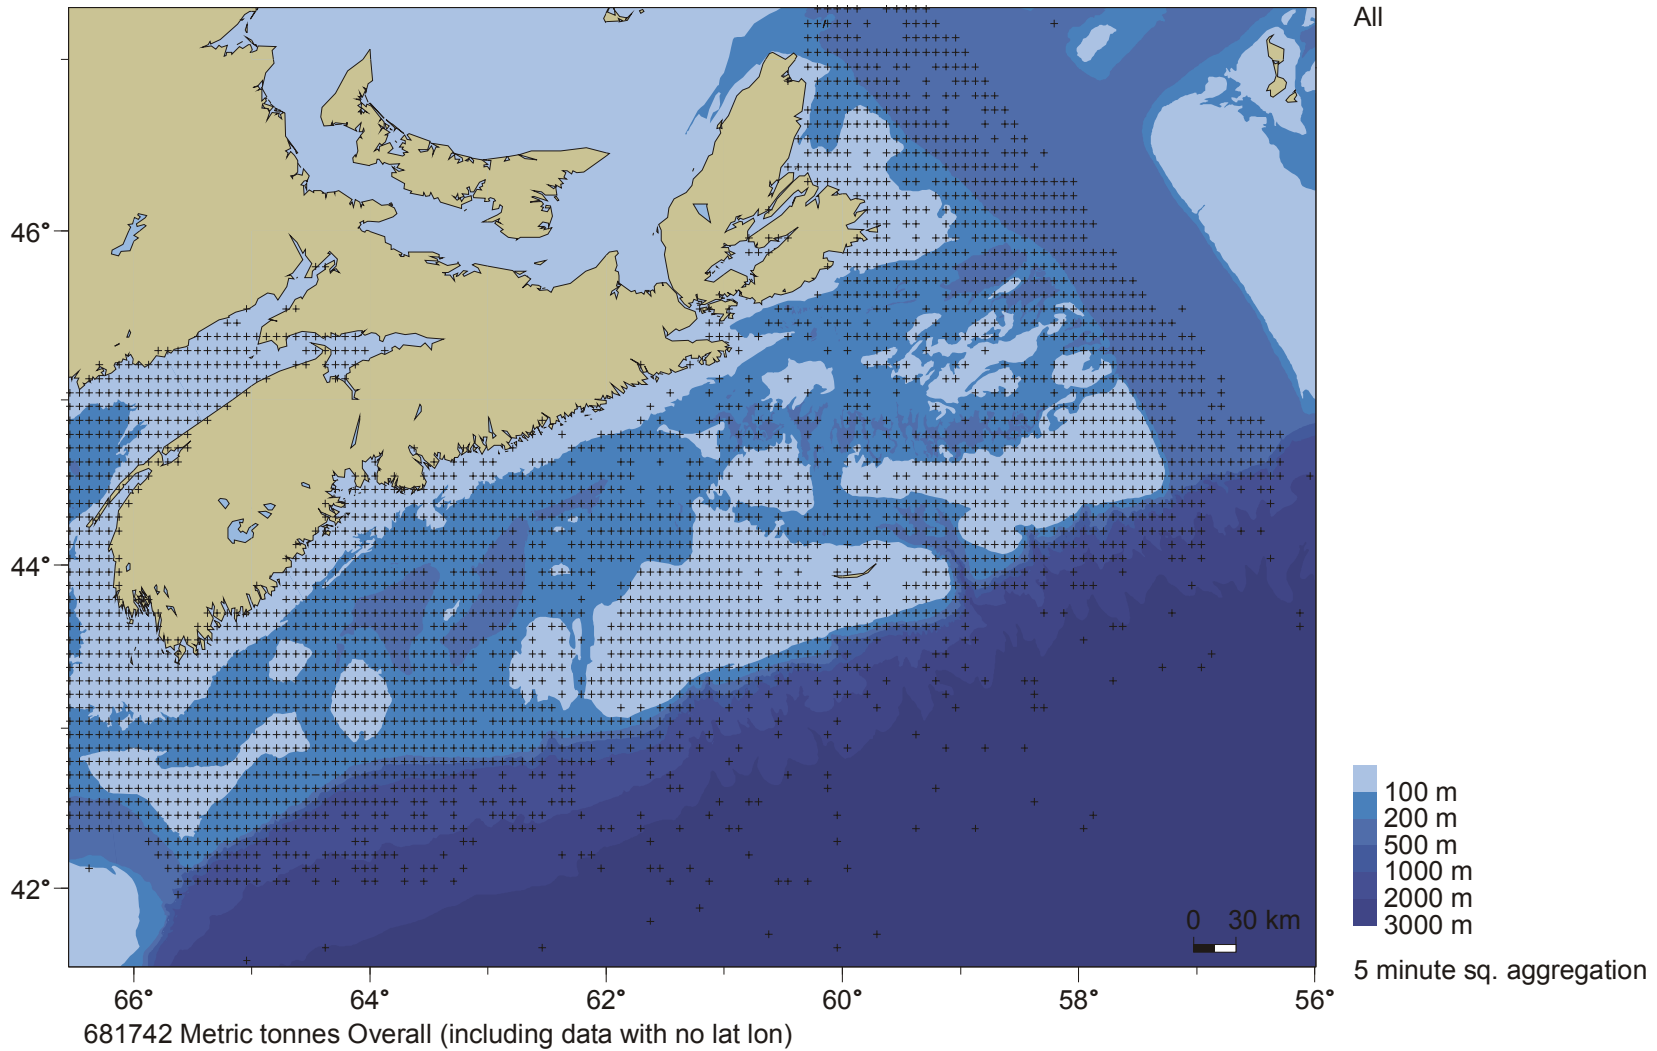 All
46°
44°
42°
100 m
200 m
500 m
1000 m
2000 m
3000 m
0 30 km
5 minute sq. aggregation
66° 64° 62° 60° 58° 56°
681742 Metric tonnes Overall (including data with no lat lon)